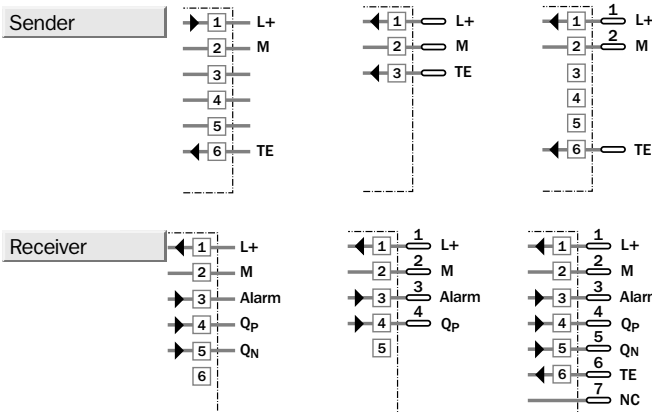 Sender
1 L+
2 M
3
4
5
6 TE
1 L+
2 M
3 TE
1 1 L+
2 2 M
3
4
5
6 TE
Receiver
1 L+
2 M
3 Alarm
4 QP
5 QN
6
1 1 L+
2 2 M
3 3 Alarm
4 4 QP
5
1 1 L+
2 2 M
3 3 Alarm
4 4 QP
5 5 QN
6 6 TE
7 NC